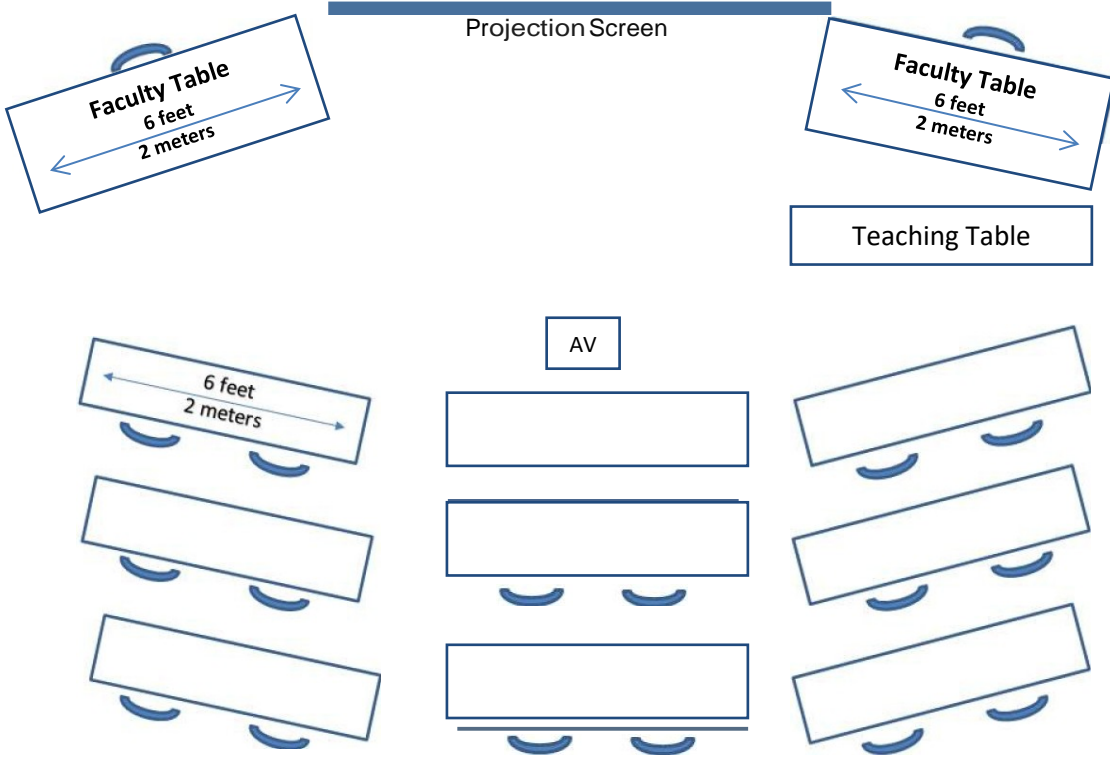 Projection Screen
Faculty Table
6 feet
2 meters
Faculty Table
6 feet
2 meters
Teaching Table
AV
6 feet
2 meters